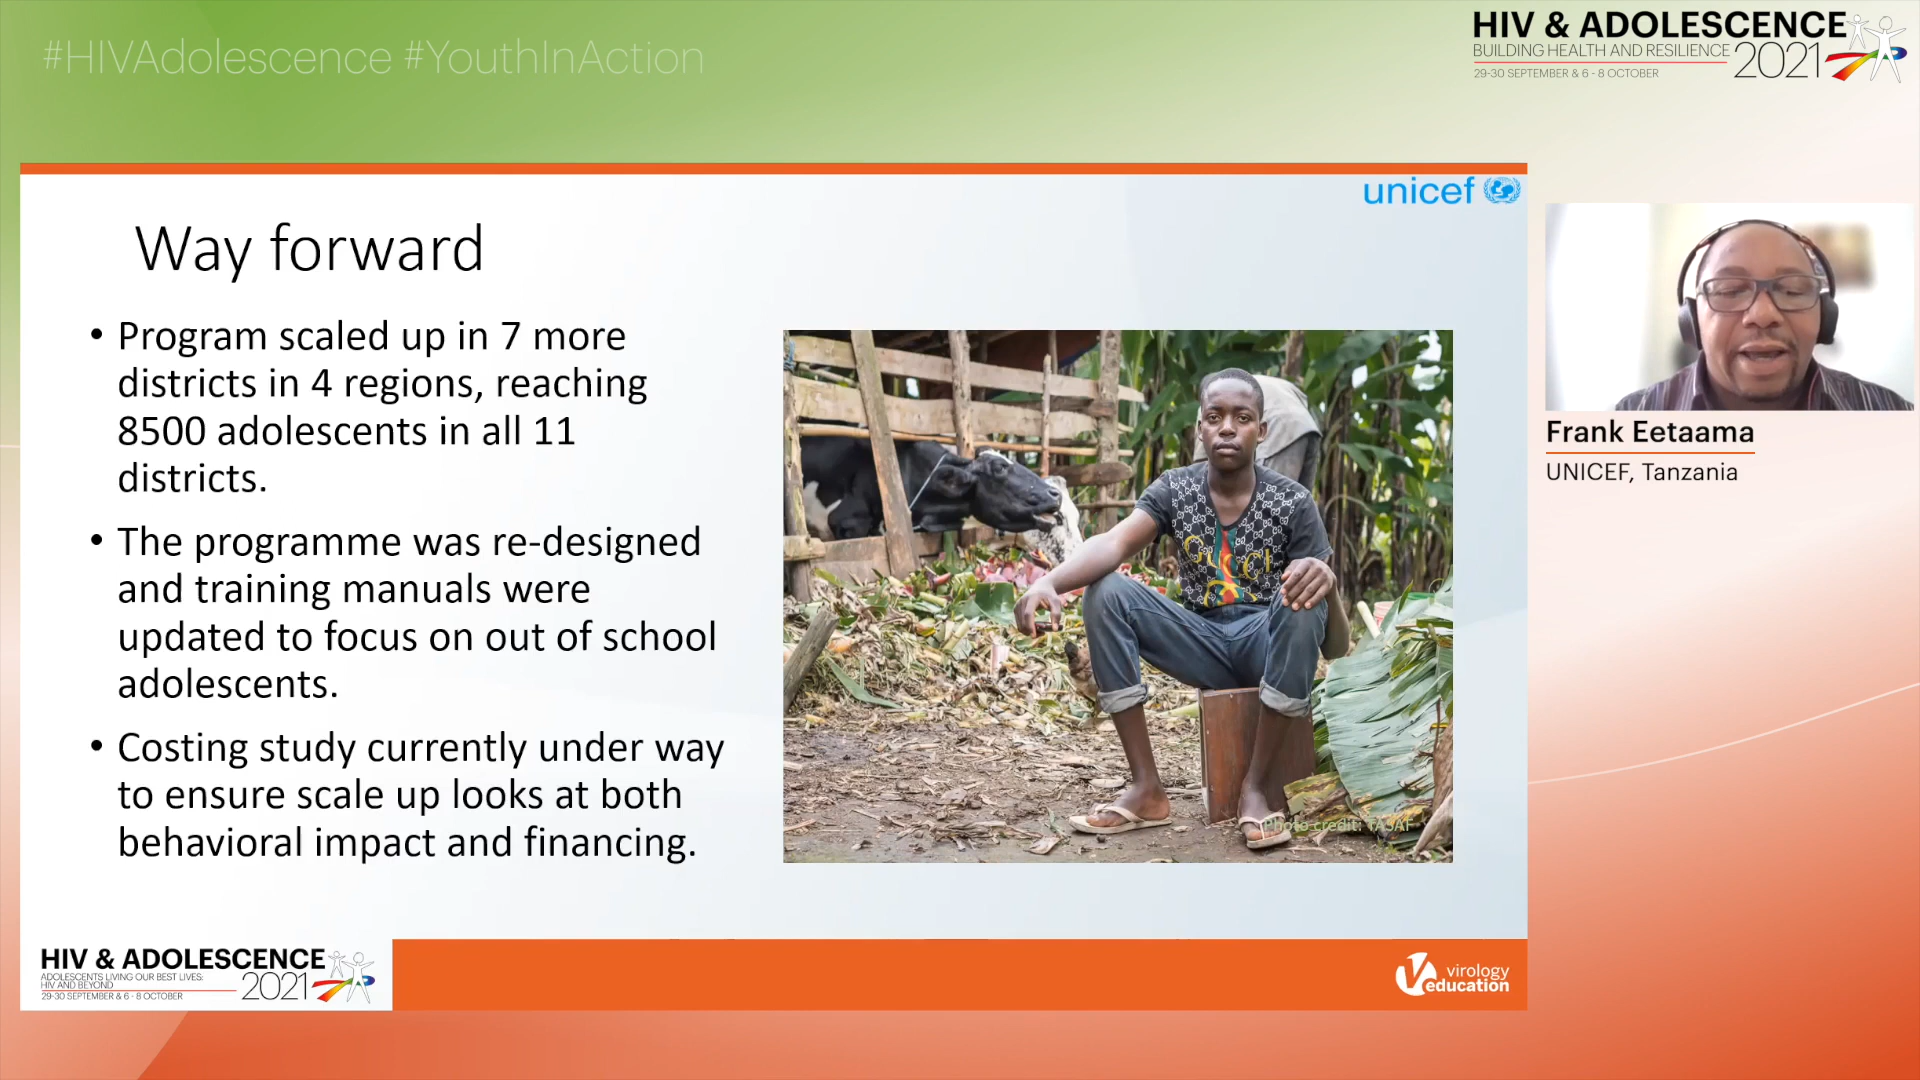 #HIVAdolescence #YouthInAction
HIV & ADOLESCENCE
BUILDING HEALTH AND RESILIENCE 2021
29-30 SEPTEMBER & 6 - 8 OCTOBER
unicef
Way forward
• Program scaled up in 7 more
districts in 4 regions, reaching
8500 adolescents in all 11
districts.
• The programme was re-designed
and training manuals were
updated to focus on out of school
adolescents.
• Costing study currently under way
to ensure scale up looks at both
behavioral impact and financing.
GUCCI
Photo credit: TASAF
Frank Eetaama
UNICEF, Tanzania
HIV & ADOLESCENCE
ADOLESCENTS LIVING OUR BEST LIVES:
HIV AND BEYOND
2021
29-30 SEPTEMBER & 6 - 8 OCTOBER
virology
education